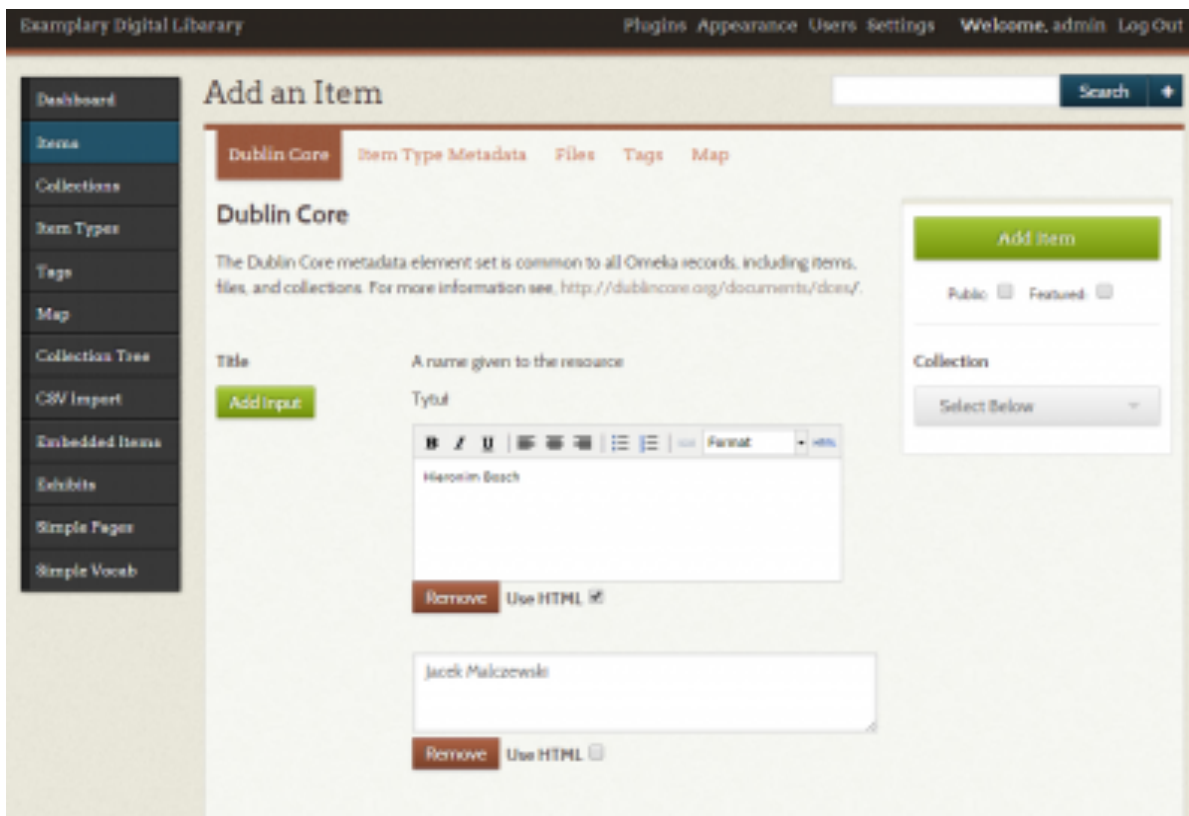 Examplary Digital Liberary
Plugins Appearance Users Settings Welcome, admin Log Out
Dashboard
Items
Collections
Item Types
Tags
Map
Collection Tree
CSV Import
Embedded Items
Exhibits
Simple Pages
Simple Vocab
Add an Item
Search +
Dublin Core Item Type Metadata Files Tags Map
Dublin Core
The Dublin Core metadata element set is common to all Omeka records, including items,
files, and collections. For more information see, http://dublincore.org/documents/dces/.
Title
Add Input
A name given to the resource
Tytuł
B I U Format HTML
Hieronim Bosch
Remove Use HTML
Jacek Malczewski
Remove Use HTML
Add Item
Public: Featured:
Collection
Select Below